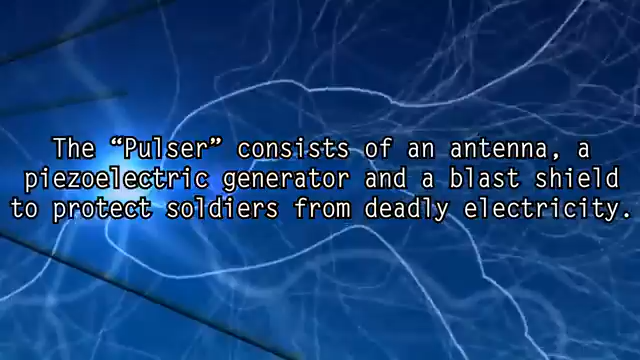 The “Pulser” consists of an antenna, a
piezoelectric generator and a blast shield
to protect soldiers from deadly electricity.